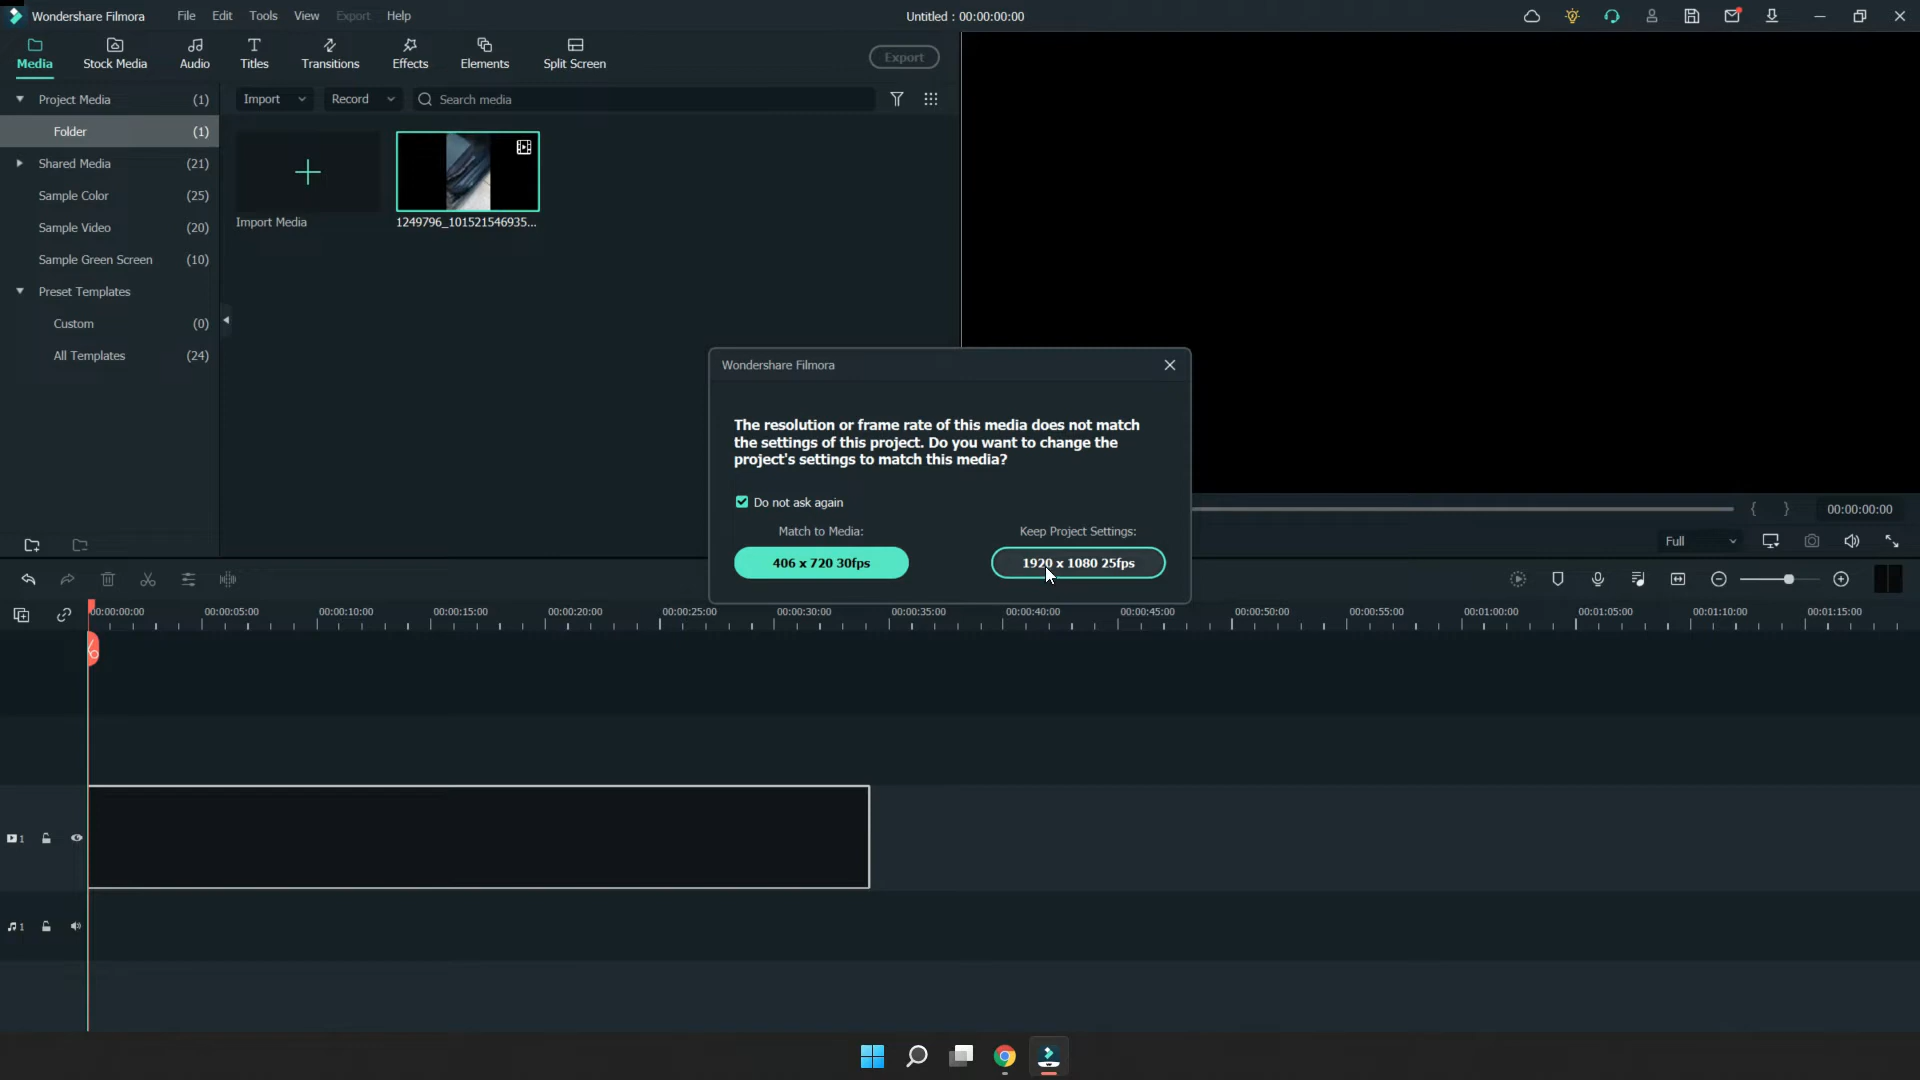 Wondershare Filmora
File
Edit
Tools
View
Export
Help
Untitled : 00:00:00:00
Media
Stock Media
Audio
Titles
Transitions
Effects
Elements
Split Screen
Export
Project Media (1)
Folder (1)
Shared Media (21)
Sample Color (25)
Sample Video (20)
Sample Green Screen (10)
Preset Templates
Custom (0)
All Templates (24)
Import
Record
Search media
Import Media
1249796_101521546935...
Wondershare Filmora
The resolution or frame rate of this media does not match
the settings of this project. Do you want to change the
project's settings to match this media?
Do not ask again
Match to Media:
Keep Project Settings:
406 x 720 30fps
1920 x 1080 25fps
{ }
00:00:00:00
Full
00:00:00:00
00:00:05:00
00:00:10:00
00:00:15:00
00:00:20:00
00:00:25:00
00:00:30:00
00:00:35:00
00:00:40:00
00:00:45:00
00:00:50:00
00:00:55:00
00:01:00:00
00:01:05:00
00:01:10:00
00:01:15:00
1
1